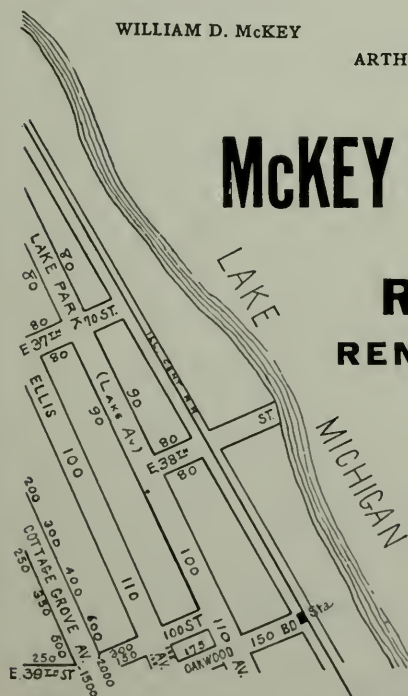 WILLIAM D. McKEY
ARTH
McKEY
R
REN
LAKE
MICHIGAN
80
80
LAKE PARK
80
70 ST.
E 37TH
80
ELLIS
(LAKE AV)
90
90
ILL. CENT. R.R.
ST.
80
E. 38TH
80
100
100
110
110
200
300
400
600
COTTAGE GROVE AV.
250
350
500
1500
2000
300
150
AV.
100 ST
175
OAKWOOD
AV.
150 BD
Sta
250
E. 39TH ST